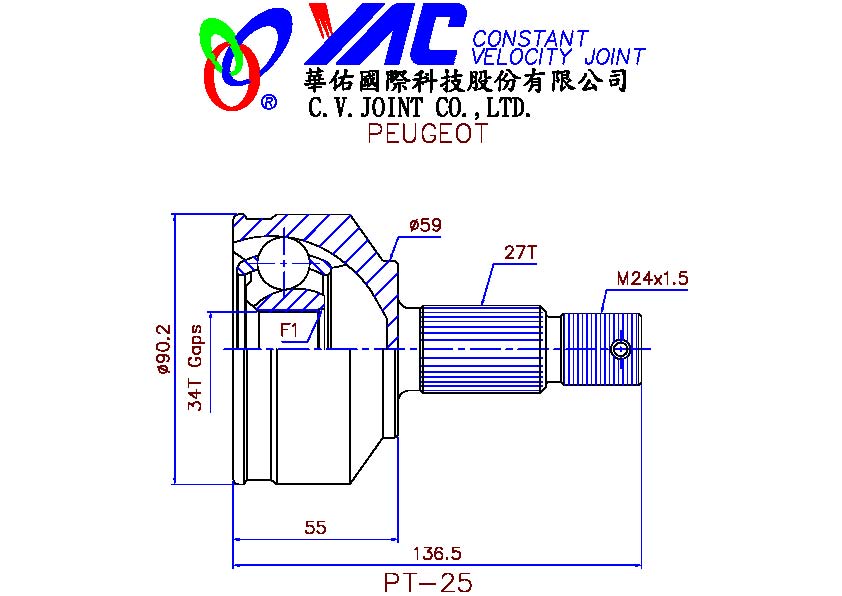 YAC CONSTANT
VELOCITY JOINT
®
華佑國際科技股份有限公司
C.V.JOINT CO.,LTD.
PEUGEOT
ø59
27T
M24x1.5
ø90.2
34T Gaps
F1
55
136.5
PT-25